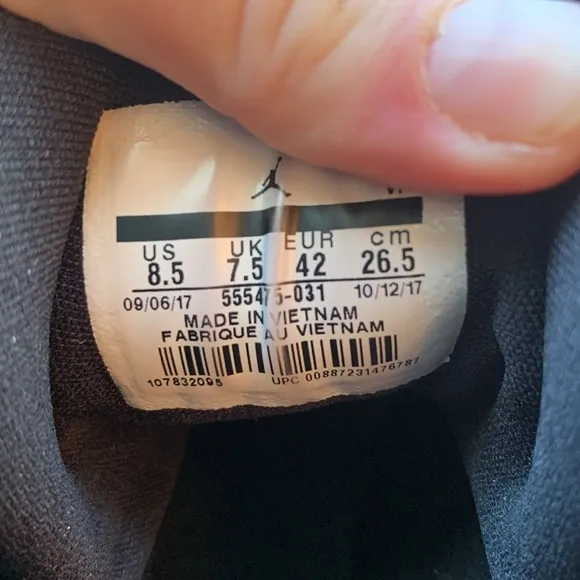 US UK EUR cm
8.5 7.5 42 26.5
09/06/17 555475-031 10/12/17
MADE IN VIETNAM
FABRIQUE AU VIETNAM
107832095 UPC 00887231476787